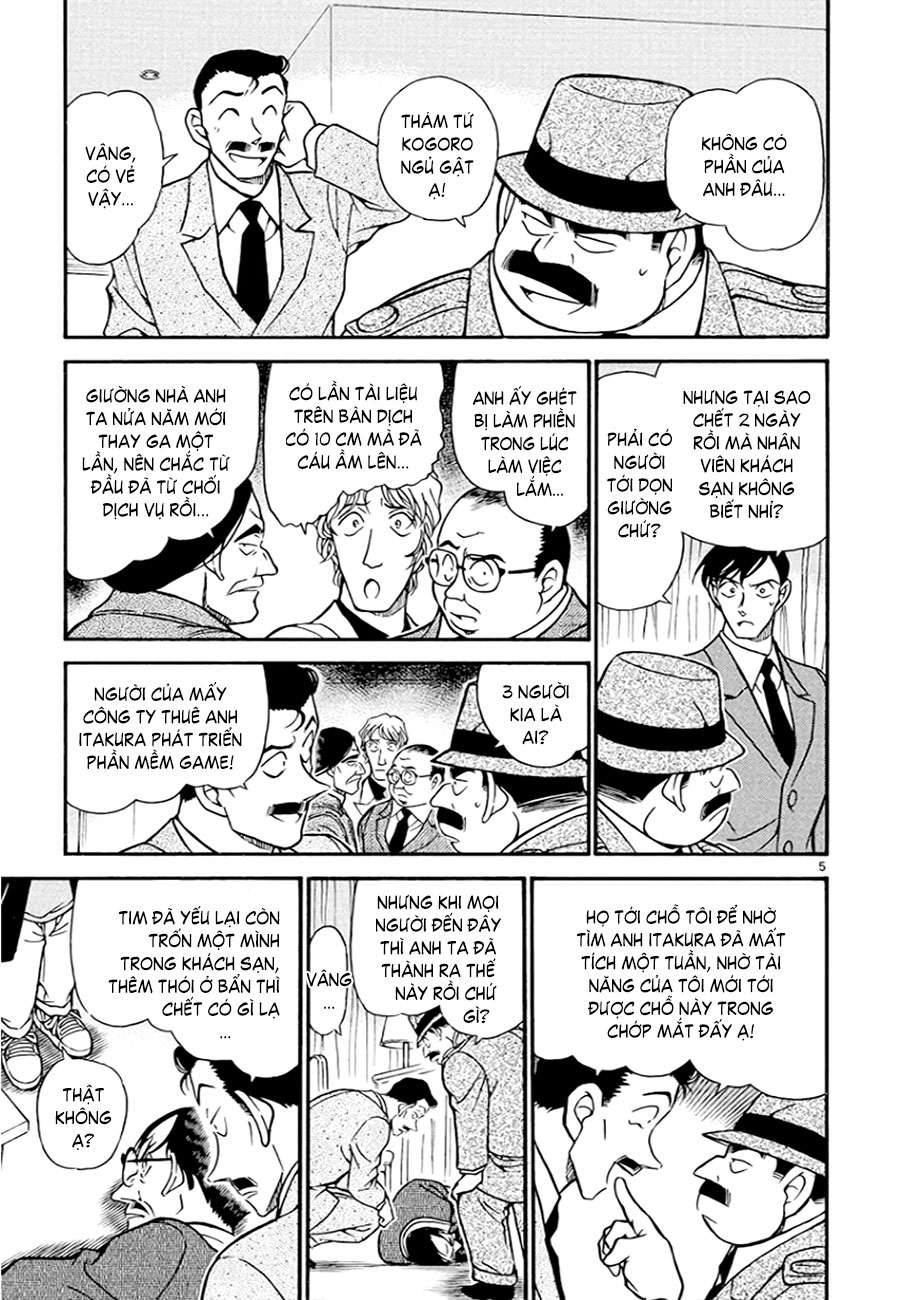 KHÔNG CÓ
PHẦN CỦA
ANH ĐÂU...
THÁM TỬ
KOGORO
NGỦ GẬT
Ạ!
VÂNG,
CÓ VẺ
VẬY...
NHƯNG TẠI SAO
CHẾT 2 NGÀY
RỒI MÀ NHÂN
VIÊN KHÁCH
SẠN KHÔNG
BIẾT NHỈ?
PHẢI CÓ
NGƯỜI
TỚI DỌN
GIƯỜNG
CHỨ?
ANH ẤY GHÉT
BỊ LÀM PHIỀN
TRONG LÚC
LÀM VIỆC
LẮM...
CÓ LẦN TÀI LIỆU
TRÊN BÀN DỊCH
CÓ 10 CM MÀ ĐÃ
CÁU ẦM LÊN...
GIƯỜNG NHÀ ANH
TA NỬA NĂM MỚI
THAY GA MỘT
LẦN, NÊN CHẮC TỪ
ĐẦU ĐÃ TỪ CHỐI
DỊCH VỤ RỒI...
3 NGƯỜI
KIA LÀ
AI?
NGƯỜI CỦA MẤY
CÔNG TY THUÊ ANH
ITAKURA PHÁT TRIỂN
PHẦN MỀM GAME!
5
HỌ TỚI CHỔ TÔI ĐỂ NHỜ
TÌM ANH ITAKURA ĐÃ MẤT
TÍCH MỘT TUẦN, NHỜ TÀI
NĂNG CỦA TÔI MỚI TỚI
ĐƯỢC CHỔ NÀY TRONG
CHỚP MẮT ĐẤY Ạ!
NHƯNG KHI MỌI
NGƯỜI ĐẾN ĐÂY
THÌ ANH TA ĐÃ
THÀNH RA THẾ
NÀY RỒI CHỨ
GÌ?
VÂNG
...
TIM ĐÃ YẾU LẠI CÒN
TRỐN MỘT MÌNH
TRONG KHÁCH SẠN,
THÊM THÓI Ở BẨN THÌ
CHẾT CÓ GÌ LẠ
...
THẬT
KHÔNG
Ạ?